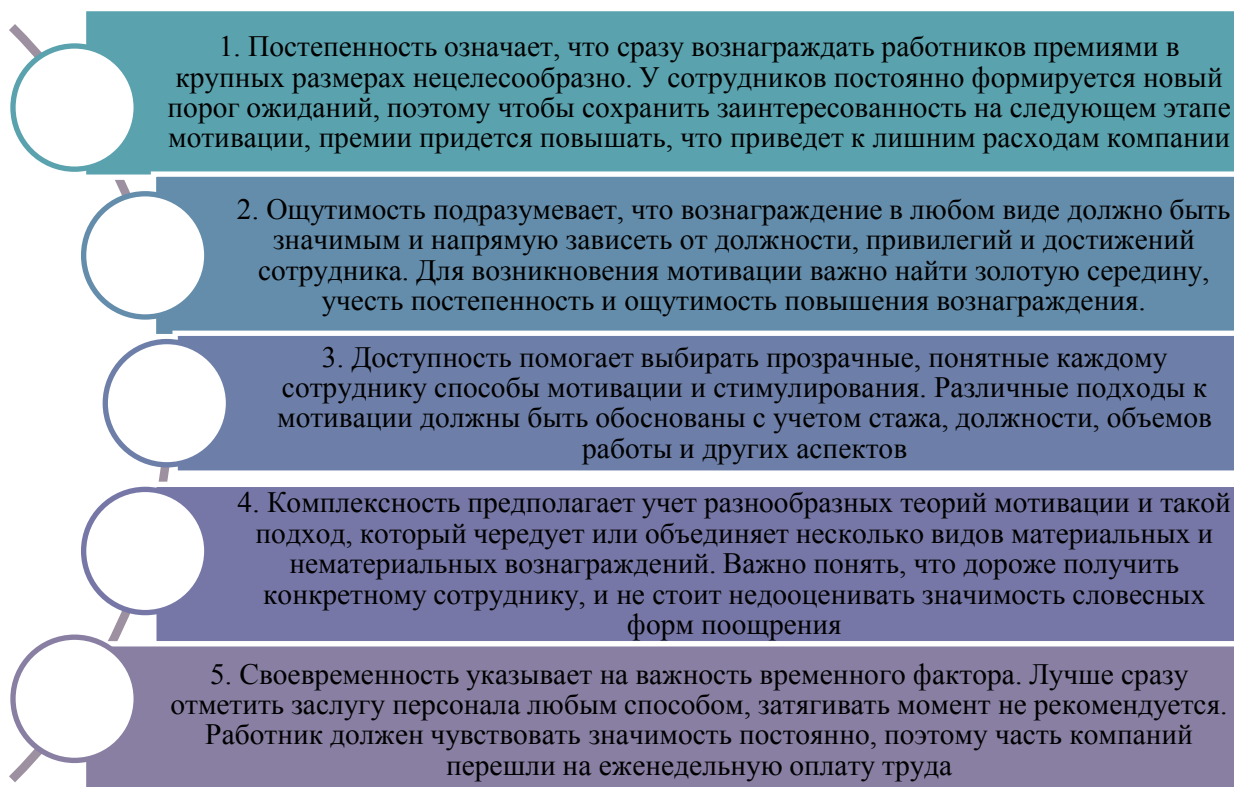 1. Постепенность означает, что сразу вознаграждать работников премиями в
крупных размерах нецелесообразно. У сотрудников постоянно формируется новый
порог ожиданий, поэтому чтобы сохранить заинтересованность на следующем этапе
мотивации, премии придется повышать, что приведет к лишним расходам компании
2. Ощутимость подразумевает, что вознаграждение в любом виде должно быть
значимым и напрямую зависеть от должности, привилегий и достижений
сотрудника. Для возникновения мотивации важно найти золотую середину,
учесть постепенность и ощутимость повышения вознаграждения.
3. Доступность помогает выбирать прозрачные, понятные каждому
сотруднику способы мотивации и стимулирования. Различные подходы к
мотивации должны быть обоснованы с учетом стажа, должности, объемов
работы и других аспектов
4. Комплексность предполагает учет разнообразных теорий мотивации и такой
подход, который чередует или объединяет несколько видов материальных и
нематериальных вознаграждений. Важно понять, что дороже получить
конкретному сотруднику, и не стоит недооценивать значимость словесных
форм поощрения
5. Своевременность указывает на важность временного фактора. Лучше сразу
отметить заслугу персонала любым способом, затягивать момент не рекомендуется.
Работник должен чувствовать значимость постоянно, поэтому часть компаний
перешли на еженедельную оплату труда